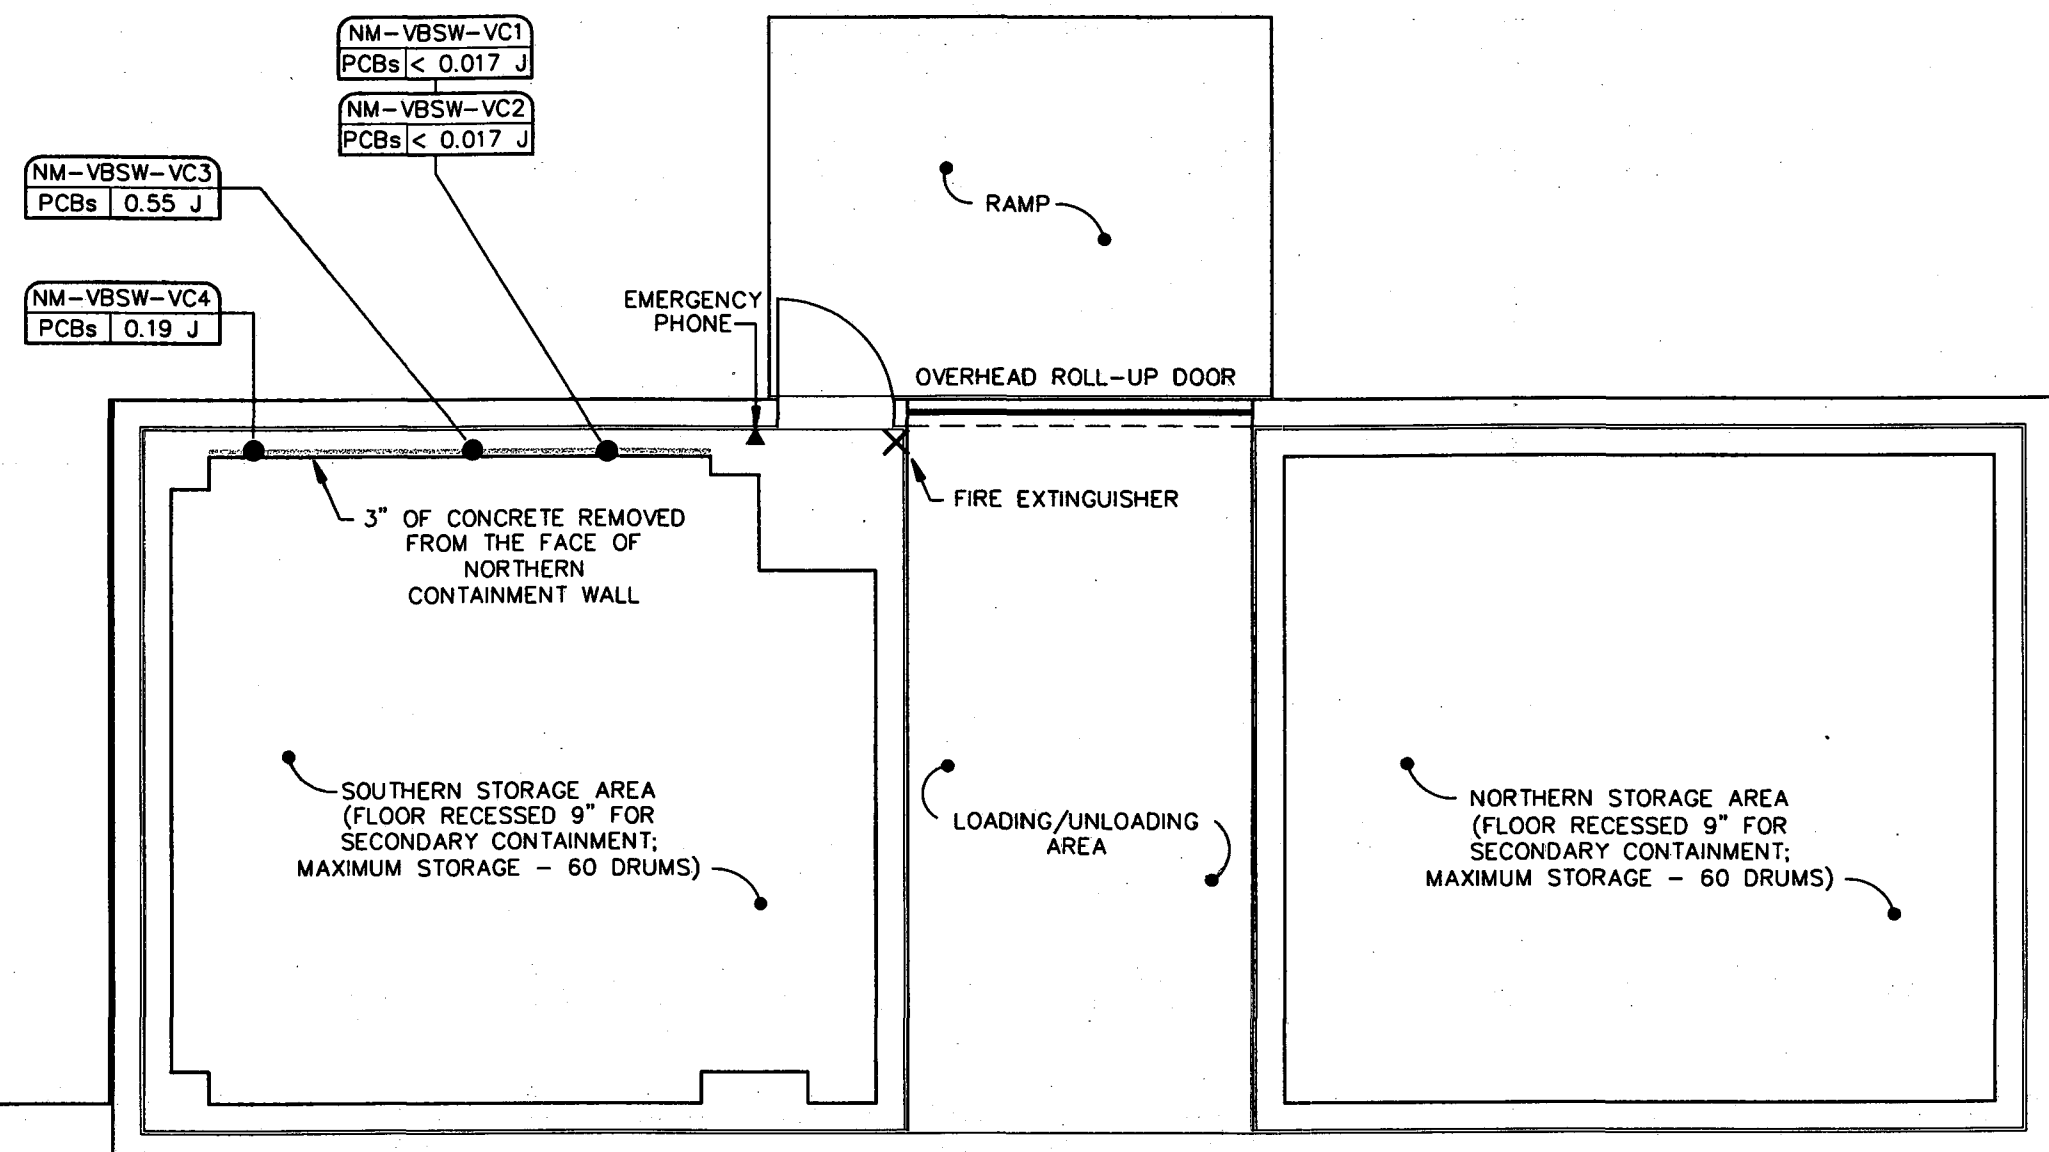 NM-VBSW-VC1
PCBs < 0.017 J
NM-VBSW-VC2
PCBs < 0.017 J
NM-VBSW-VC3
PCBs 0.55 J
NM-VBSW-VC4
PCBs 0.19 J
RAMP
EMERGENCY
PHONE
OVERHEAD ROLL-UP DOOR
FIRE EXTINGUISHER
3" OF CONCRETE REMOVED
FROM THE FACE OF
NORTHERN
CONTAINMENT WALL
SOUTHERN STORAGE AREA
(FLOOR RECESSED 9" FOR
SECONDARY CONTAINMENT;
MAXIMUM STORAGE - 60 DRUMS)
LOADING/UNLOADING
AREA
NORTHERN STORAGE AREA
(FLOOR RECESSED 9" FOR
SECONDARY CONTAINMENT;
MAXIMUM STORAGE - 60 DRUMS)